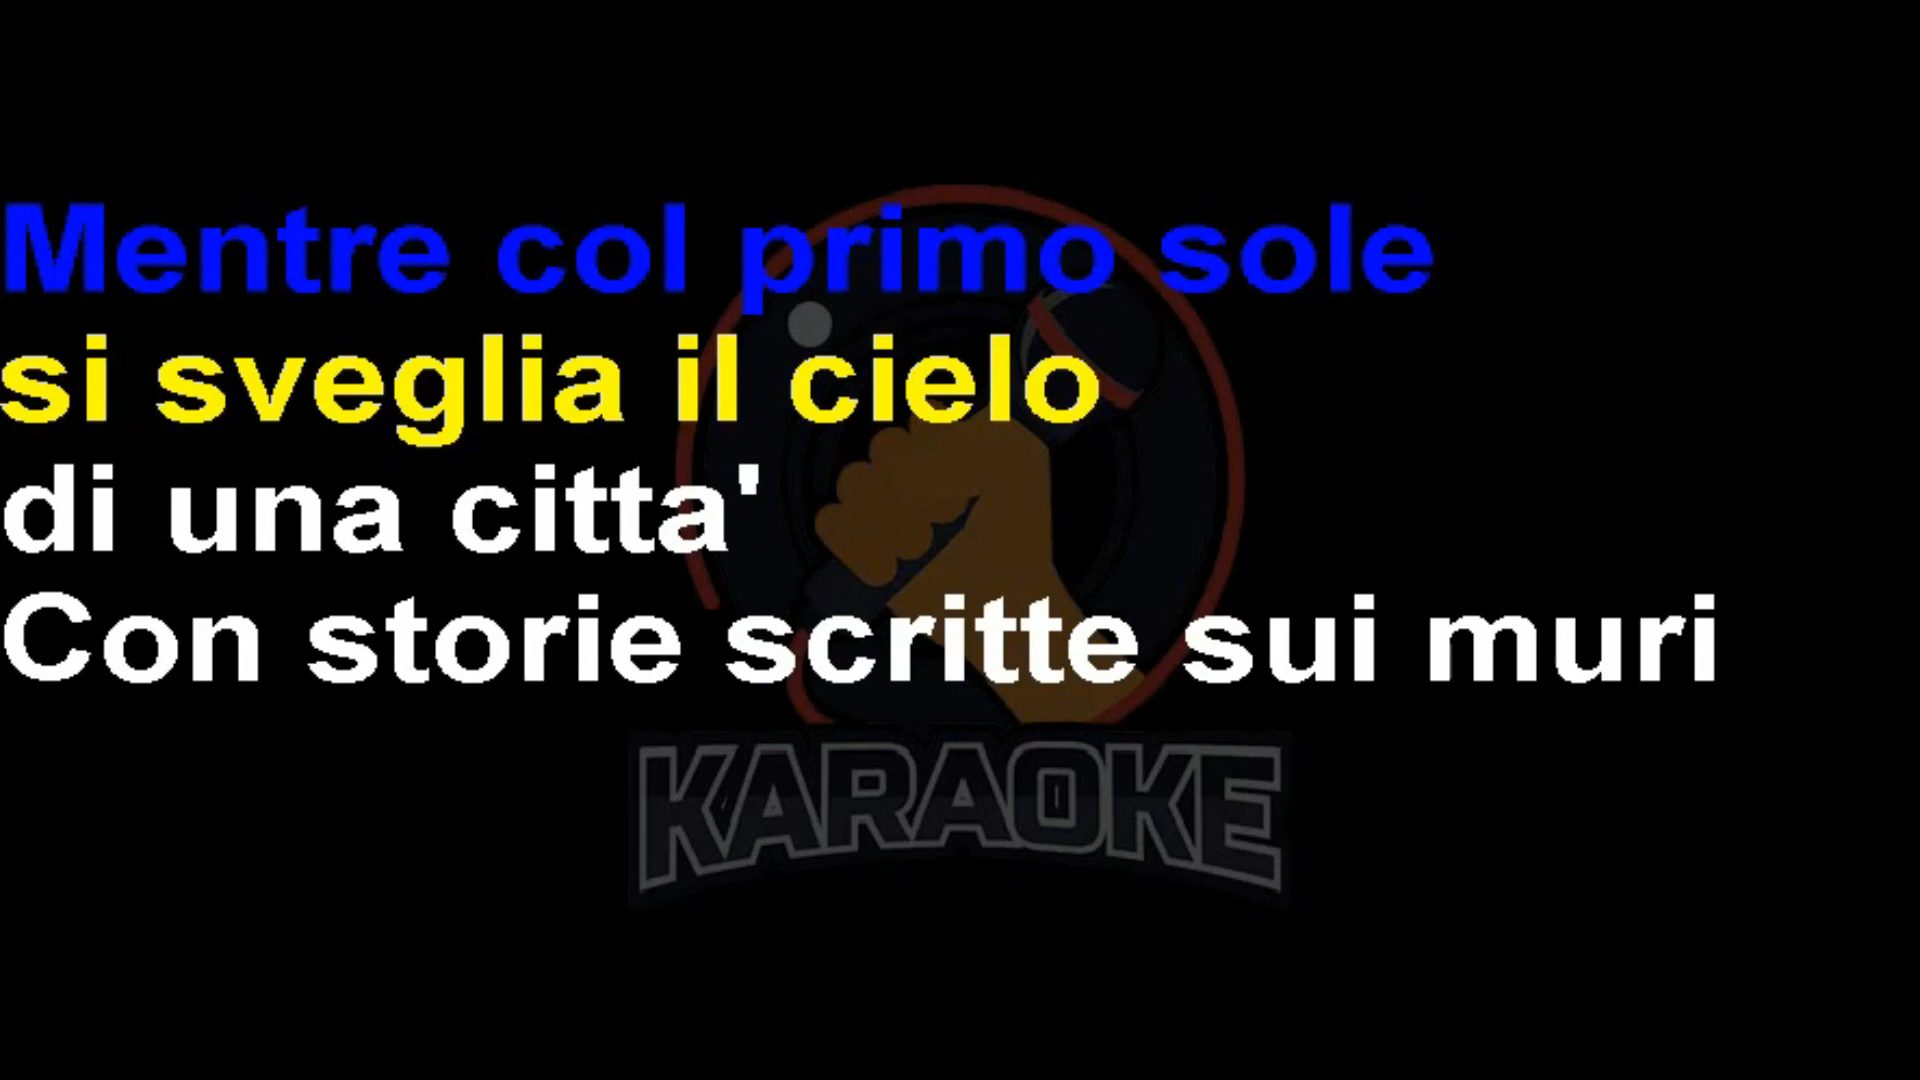 Mentre col primo sole
si sveglia il cielo
di una citta'
Con storie scritte sui muri
KARAOKE